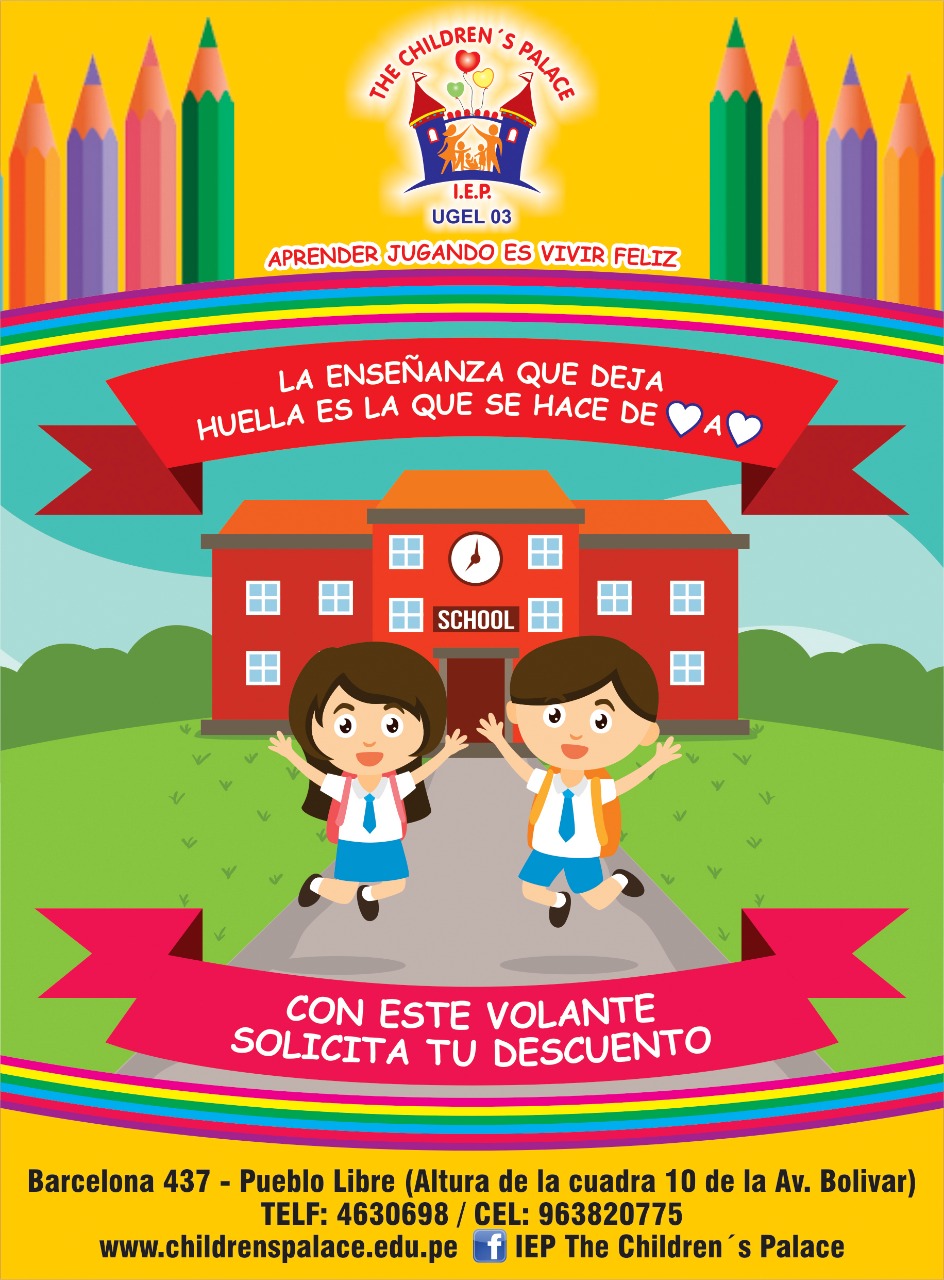 THE CHILDREN´S PALACE
I.E.P.
UGEL 03
APRENDER JUGANDO ES VIVIR FELIZ
LA ENSEÑANZA QUE DEJA
HUELLA ES LA QUE SE HACE DE 🤍 A 🤍
SCHOOL
CON ESTE VOLANTE
SOLICITA TU DESCUENTO
Barcelona 437 - Pueblo Libre (Altura de la cuadra 10 de la Av. Bolivar)
TELF: 4630698 / CEL: 963820775
www.childrenspalace.edu.pe f IEP The Children´s Palace